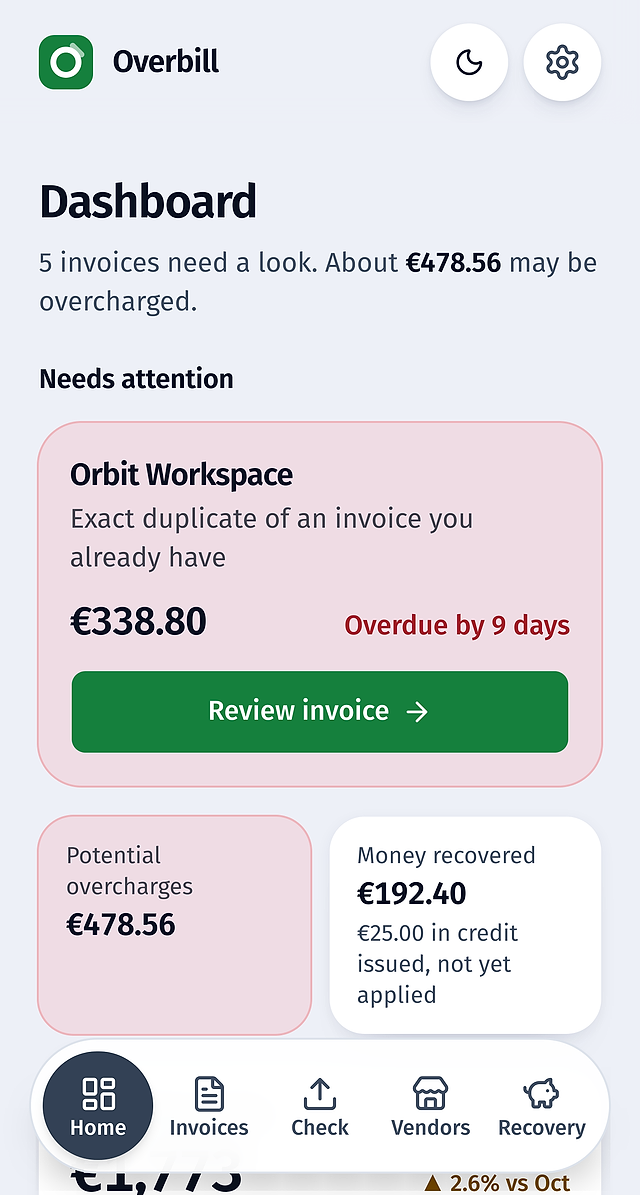 Overbill
Dashboard
5 invoices need a look. About €478.56 may be
overcharged.
Needs attention
Orbit Workspace
Exact duplicate of an invoice you
already have
€338.80
Overdue by 9 days
Review invoice →
Potential
overcharges
€478.56
Money recovered
€192.40
€25.00 in credit
issued, not yet
applied
Home
Invoices
Check
Vendors
Recovery
€1,773
▲ 2.6% vs Oct